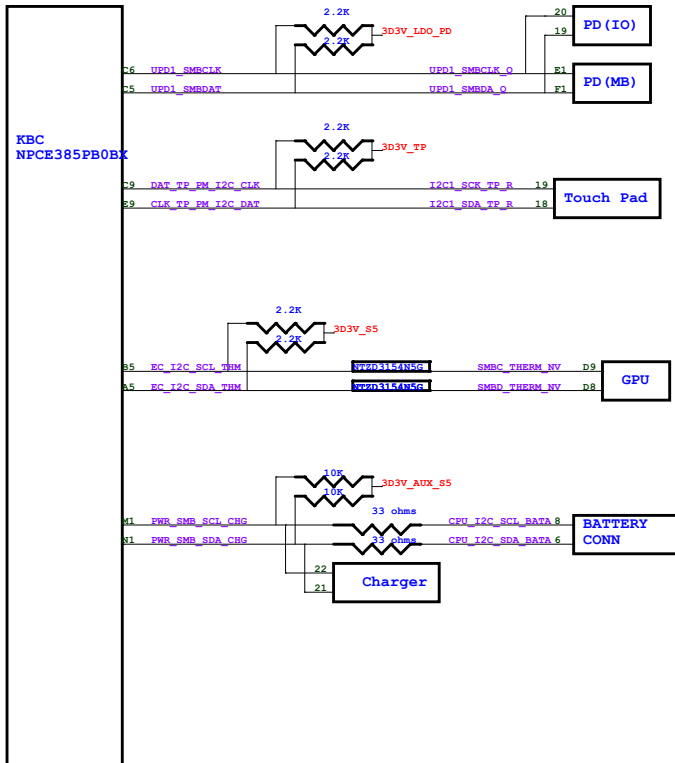 2.2K
2.2K
3D3V_LDO_PD
20
19
PD(IO)
C6 UPD1_SMBCLK UPD1_SMBCLK_Q E1
C5 UPD1_SMBDAT UPD1_SMBDA_Q F1
PD(MB)
KBC
NPCE385PB0BX
2.2K
2.2K
3D3V_TP
C9 DAT_TP_PM_I2C_CLK I2C1_SCK_TP_R 19
E9 CLK_TP_PM_I2C_DAT I2C1_SDA_TP_R 18
Touch Pad
2.2K
2.2K
3D3V_S5
B5 EC_I2C_SCL_THM NTZD3154N5G SMBC_THERM_NV D9
A5 EC_I2C_SDA_THM NTZD3154N5G SMBD_THERM_NV D8
GPU
10K
10K
3D3V_AUX_S5
M1 PWR_SMB_SCL_CHG 33 ohms CPU_I2C_SCL_BATA 8
N1 PWR_SMB_SDA_CHG 33 ohms CPU_I2C_SDA_BATA 6
BATTERY
CONN
22
21
Charger